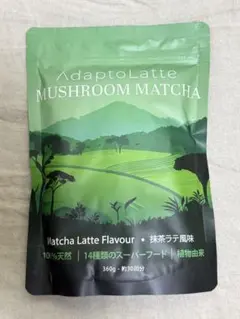 AdaptoLatte
MUSHROOM MATCHA
Matcha Latte Flavour • 抹茶ラテ風味
100%天然 | 14種類のスーパーフード | 植物由来
360g・約30回分